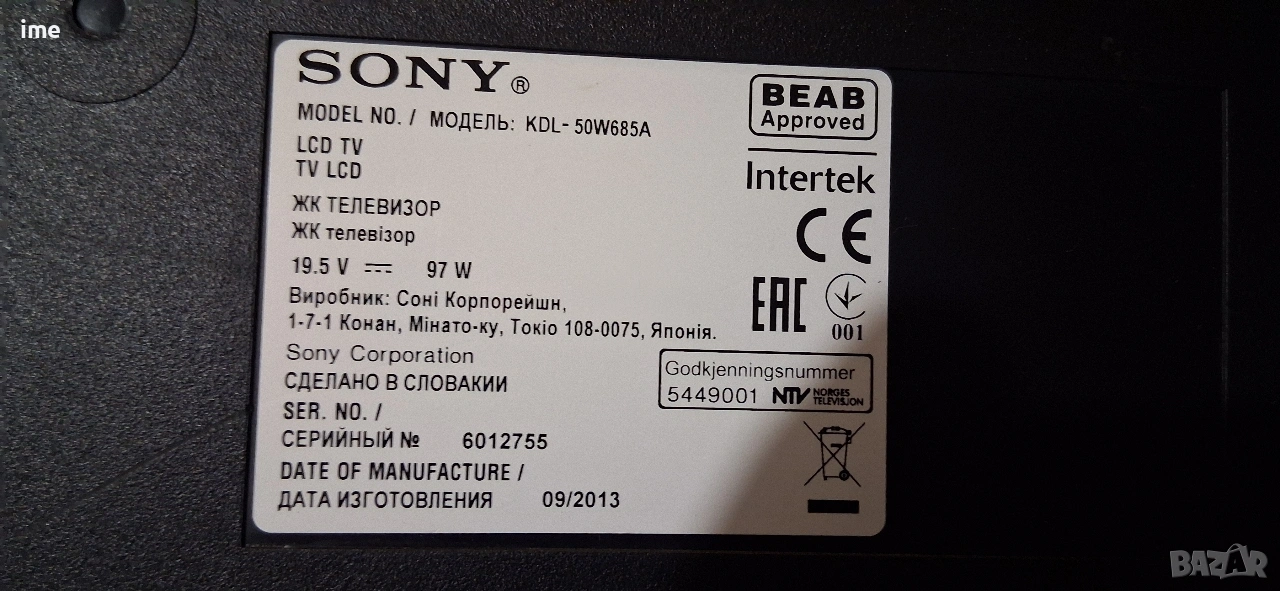 ime
SONY®
MODEL NO. / МОДЕЛЬ: KDL- 50W685A
LCD TV
TV LCD
ЖК ТЕЛЕВИЗОР
ЖК телевізор
19.5 V 97 W
Виробник: Соні Корпорейшн,
1-7-1 Конан, Мінато-ку, Токіо 108-0075, Японія.
Sony Corporation
СДЕЛАНО В СЛОВАКИИ
SER. NO. /
СЕРИЙНЫЙ № 6012755
DATE OF MANUFACTURE /
ДАТА ИЗГОТОВЛЕНИЯ 09/2013
BEAB
Approved
Intertek
CE
EAC
001
Godkjenningsnummer
5449001 NTV NORGES
TELEVISJON
BAZAR